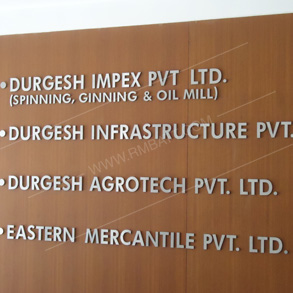 • DURGESH IMPEX PVT LTD.
(SPINNING, GINNING & OIL MILL)
• DURGESH INFRASTRUCTURE PVT.
• DURGESH AGROTECH PVT. LTD.
• EASTERN MERCANTILE PVT. LTD.